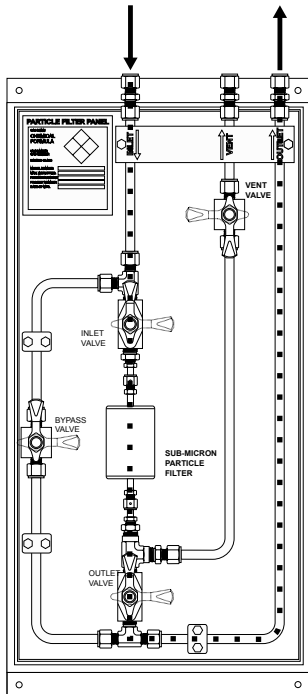 PARTICLE FILTER PANEL
CHEMICAL
FORMULA
INLET
VENT
OUTLET
VENT
VALVE
INLET
VALVE
BYPASS
VALVE
SUB-MICRON
PARTICLE
FILTER
OUTLET
VALVE